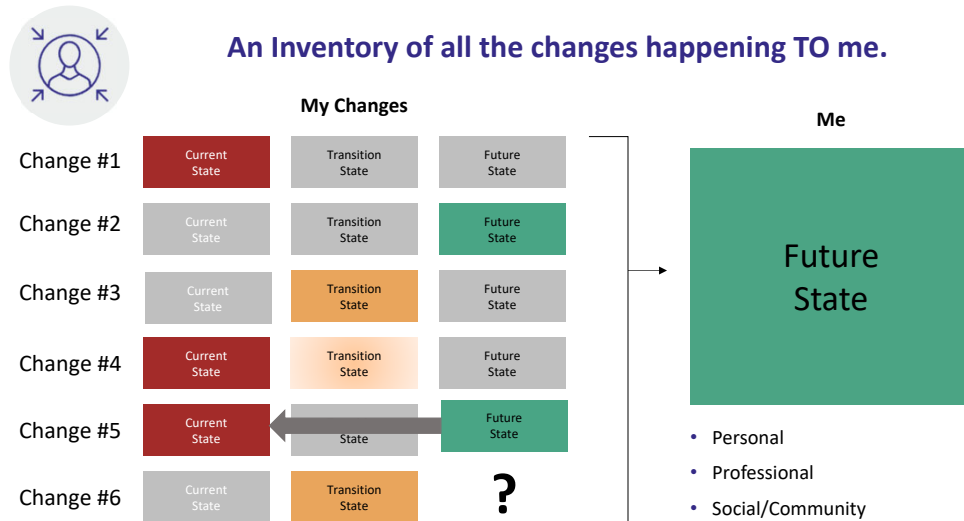 An Inventory of all the changes happening TO me.
My Changes
Me
Change #1
Current
State
Transition
State
Future
State
Change #2
Current
State
Transition
State
Future
State
Change #3
Current
State
Transition
State
Future
State
Change #4
Current
State
Transition
State
Future
State
Change #5
Current
State
State
Future
State
Change #6
Current
State
Transition
State
?
Future
State
• Personal
• Professional
• Social/Community